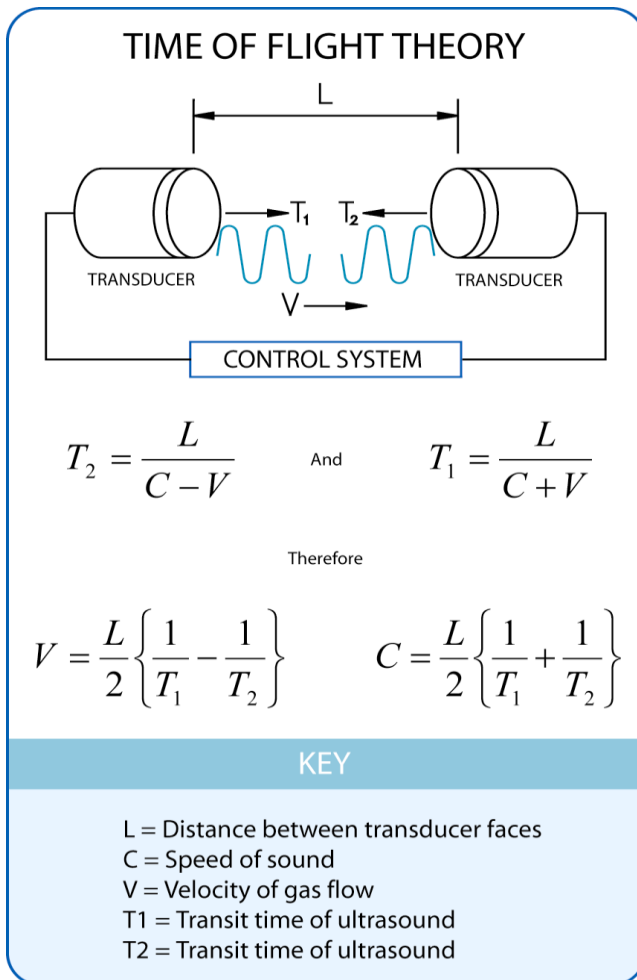 TIME OF FLIGHT THEORY
L
T₁ T₂
TRANSDUCER TRANSDUCER
V
CONTROL SYSTEM
T₂ = L / (C − V) And T₁ = L / (C + V)
Therefore
V = L/2 {1/T₁ − 1/T₂} C = L/2 {1/T₁ + 1/T₂}
KEY
L = Distance between transducer faces
C = Speed of sound
V = Velocity of gas flow
T1 = Transit time of ultrasound
T2 = Transit time of ultrasound